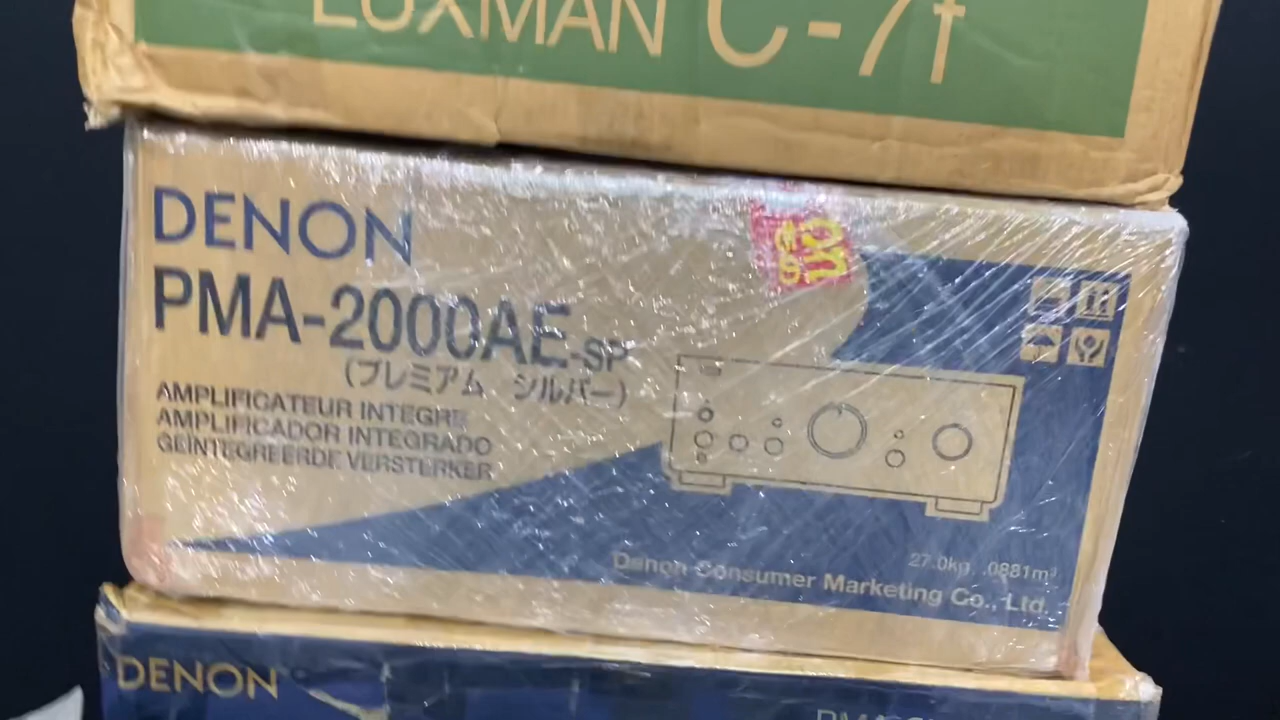 LUXMAN C-7f
DENON
PMA-2000AE-SP
(プレミアム シルバー)
AMPLIFICATEUR INTEGRE
AMPLIFICADOR INTEGRADO
GEÏNTEGREERDE VERSTERKER
27.0kg .0881m³
Denon Consumer Marketing Co., Ltd.
DENON